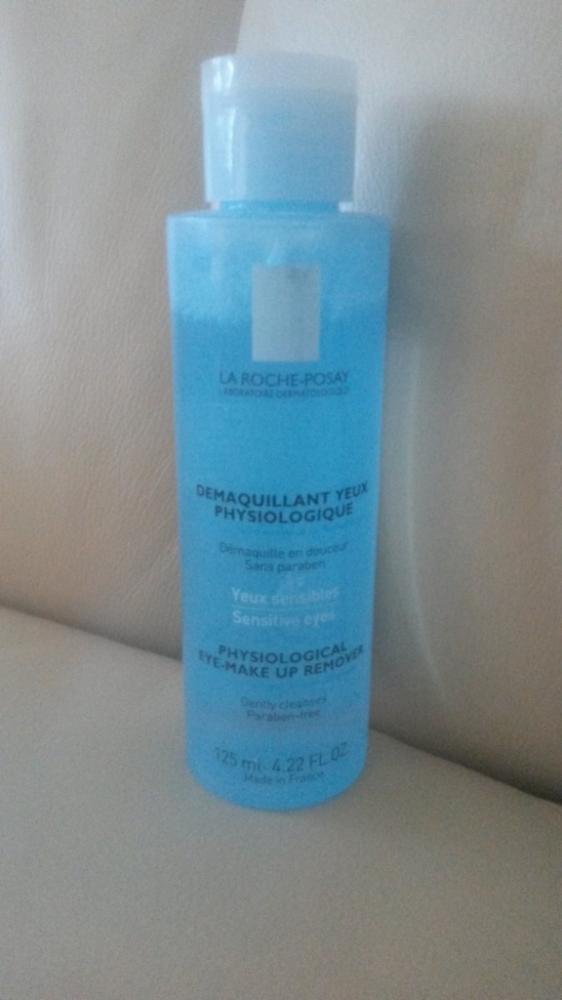 LA ROCHE-POSAY
LABORATOIRE DERMATOLOGIQUE
DEMAQUILLANT YEUX
PHYSIOLOGIQUE
Démaquille en douceur
Sans paraben
Yeux sensibles
Sensitive eyes
PHYSIOLOGICAL
EYE-MAKE UP REMOVER
Gently cleanses
Paraben-free
125 ml 4.22 FL.OZ
Made in France